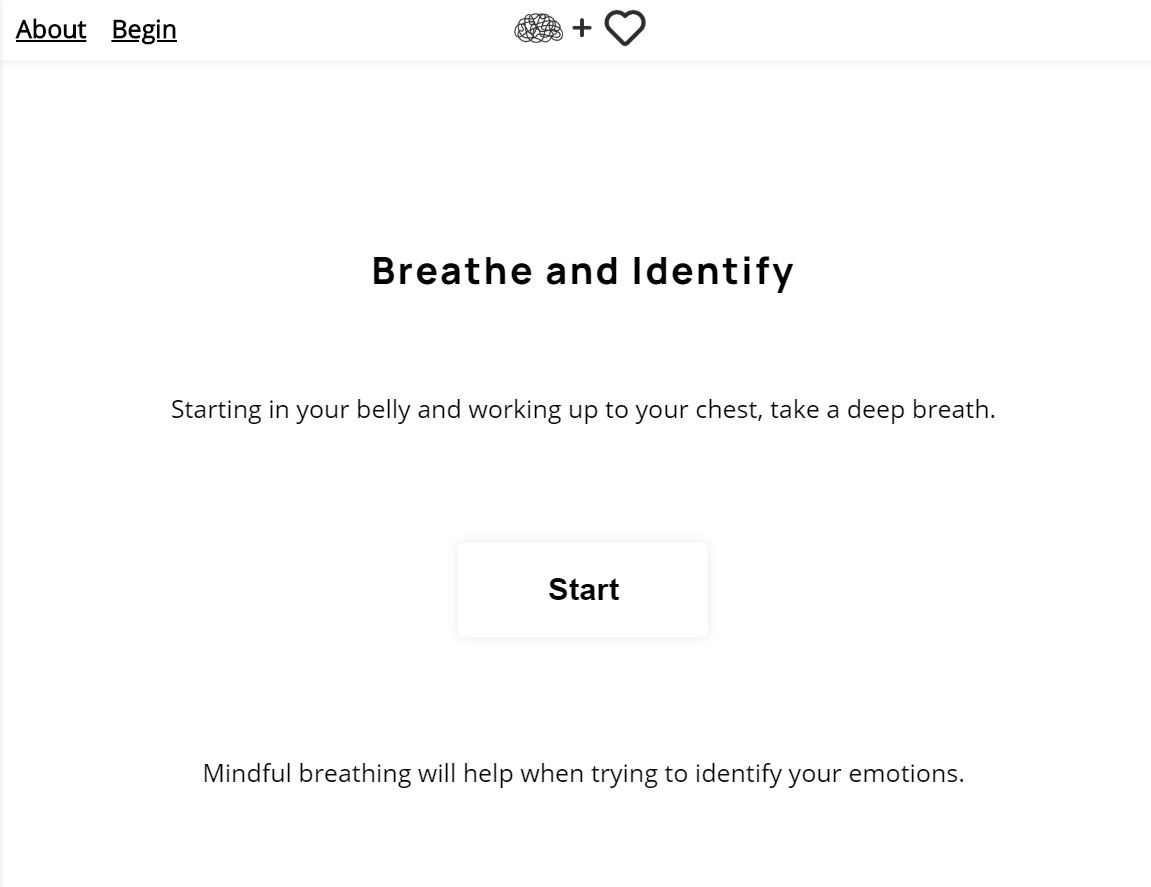 About Begin
Breathe and Identify
Starting in your belly and working up to your chest, take a deep breath.
Start
Mindful breathing will help when trying to identify your emotions.